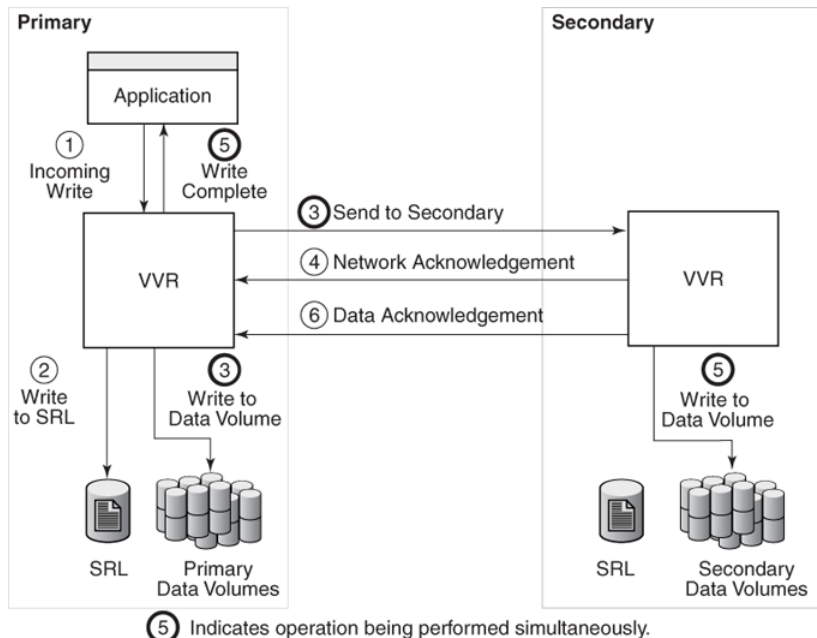 Primary
Secondary
Application
①
Incoming
Write
⑤
Write
Complete
③ Send to Secondary
VVR
④ Network Acknowledgement
VVR
⑥ Data Acknowledgement
②
Write
to SRL
③
Write to
Data Volume
⑤
Write to
Data Volume
SRL
Primary
Data Volumes
SRL
Secondary
Data Volumes
⑤ Indicates operation being performed simultaneously.